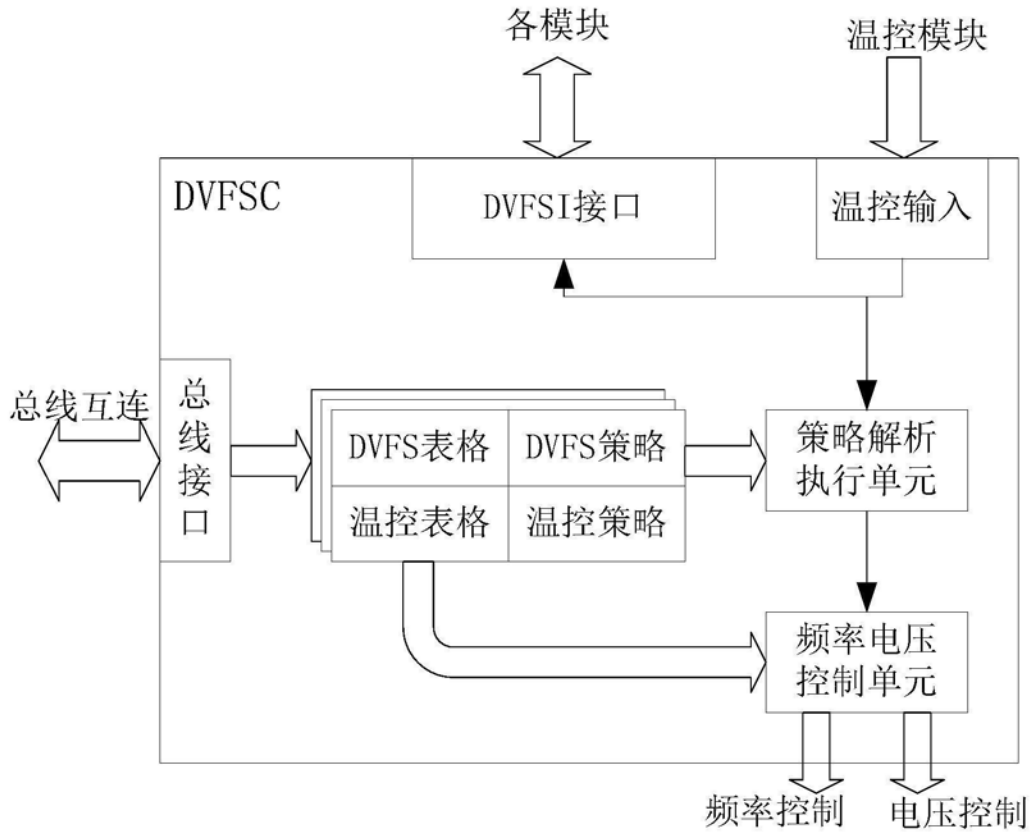 各模块
温控模块
DVFSC
DVFSI接口
温控输入
总线互连
总
线
接
口
DVFS表格
DVFS策略
温控表格
温控策略
策略解析
执行单元
频率电压
控制单元
频率控制
电压控制